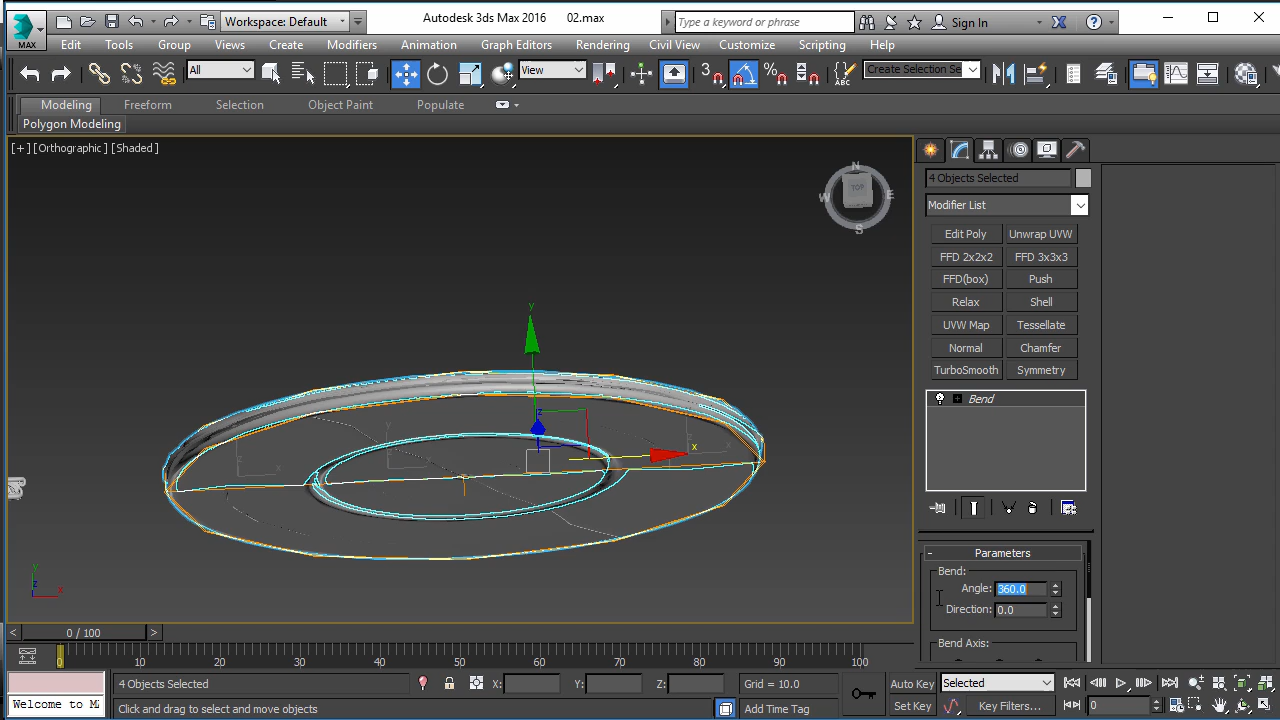 MAX
Workspace: Default
Autodesk 3ds Max 2016 02.max
Type a keyword or phrase
Sign In
Edit Tools Group Views Create Modifiers Animation Graph Editors Rendering Civil View Customize Scripting Help
All
View
3
%
ABC
Create Selection Se
Modeling Freeform Selection Object Paint Populate
Polygon Modeling
[+] [Orthographic] [Shaded]
N
W TOP E
S
4 Objects Selected
Modifier List
Edit Poly Unwrap UVW
FFD 2x2x2 FFD 3x3x3
FFD(box) Push
Relax Shell
UVW Map Tessellate
Normal Chamfer
TurboSmooth Symmetry
Bend
y
z
x
y
z
x
- Parameters
Bend:
Angle: 360.0
Direction: 0.0
Bend Axis:
< 0 / 100 >
0 10 20 30 40 50 60 70 80 90 100
4 Objects Selected X: Y: Z: Grid = 10.0 Auto Key Selected
Welcome to MA Click and drag to select and move objects Add Time Tag Set Key Key Filters... 0